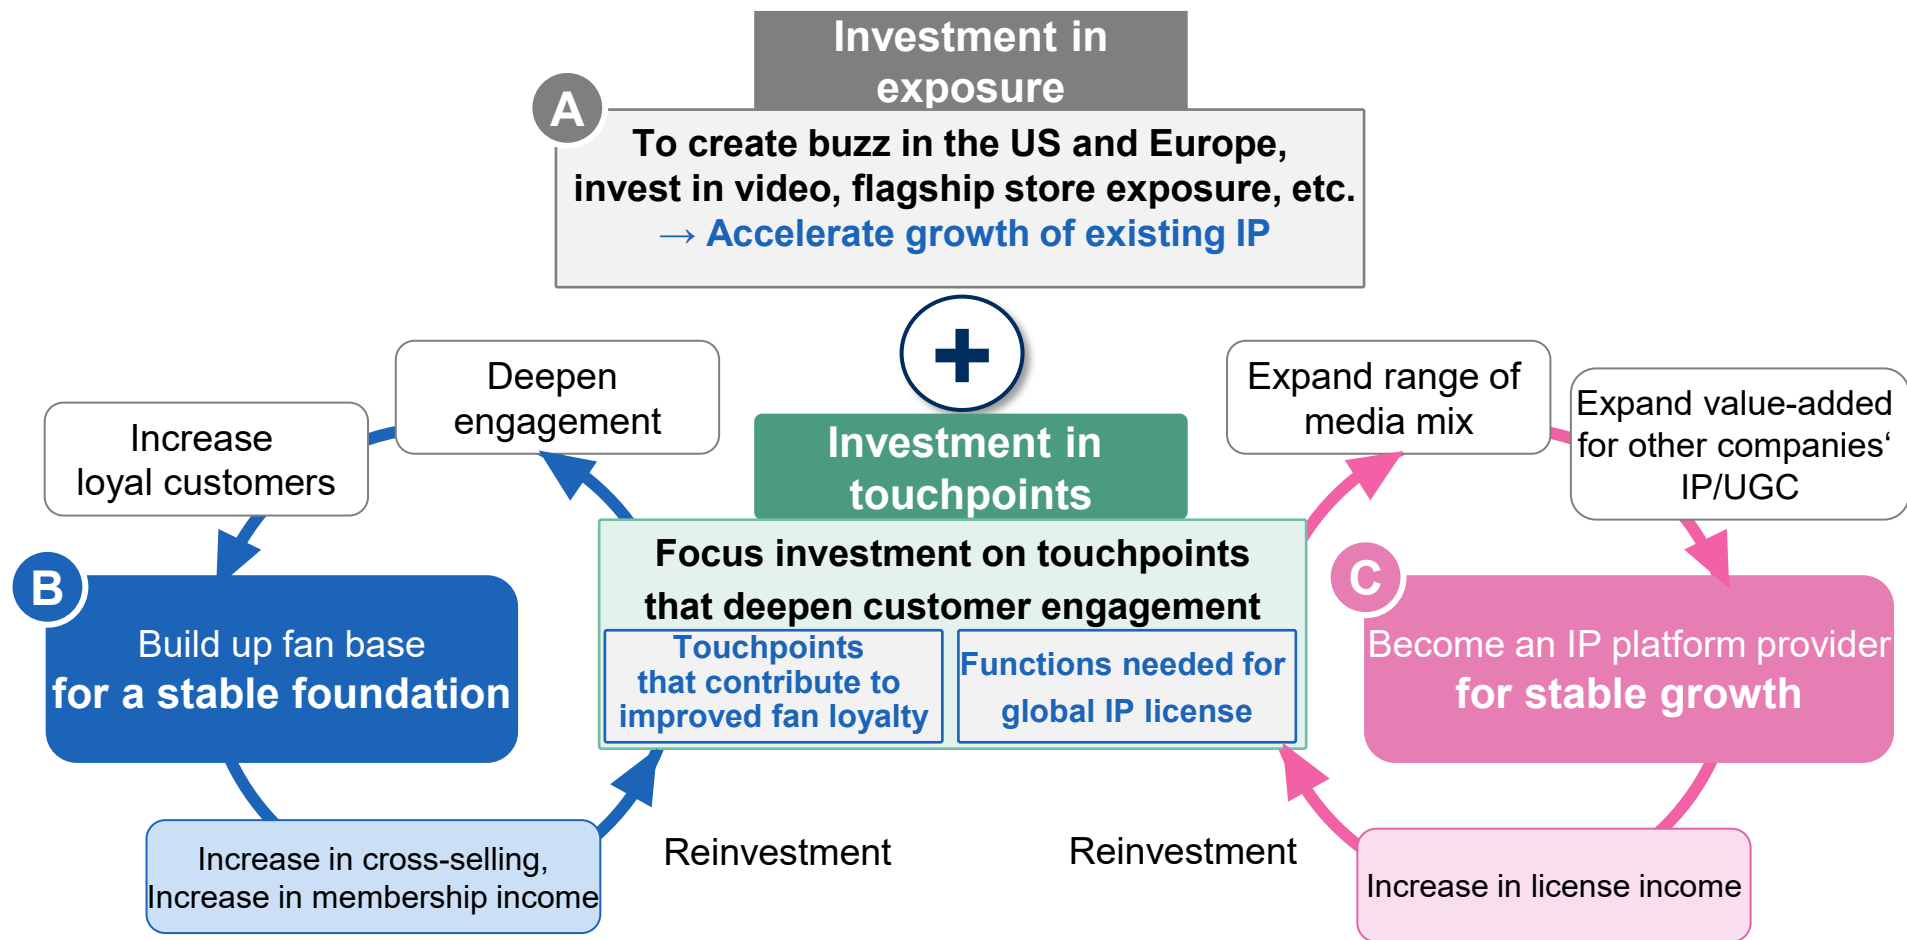 Investment in
exposure
A
To create buzz in the US and Europe,
invest in video, flagship store exposure, etc.
→ Accelerate growth of existing IP
+
Deepen
engagement
Increase
loyal customers
Expand range of
media mix
Expand value-added
for other companies‘
IP/UGC
Investment in
touchpoints
Focus investment on touchpoints
that deepen customer engagement
Touchpoints
that contribute to
improved fan loyalty
Functions needed for
global IP license
B
Build up fan base
for a stable foundation
C
Become an IP platform provider
for stable growth
Increase in cross-selling,
Increase in membership income
Reinvestment
Reinvestment
Increase in license income